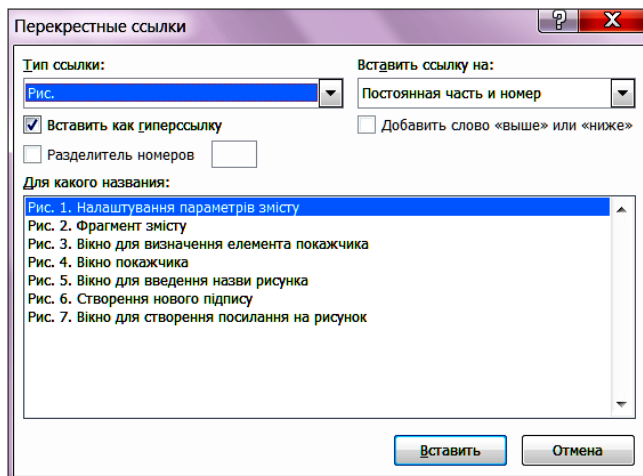 Перекрестные ссылки
Тип ссылки:
Вставить ссылку на:
Рис.
Постоянная часть и номер
Вставить как гиперссылку
Добавить слово «выше» или «ниже»
Разделитель номеров
Для какого названия:
Рис. 1. Налаштування параметрів змісту
Рис. 2. Фрагмент змісту
Рис. 3. Вікно для визначення елемента покажчика
Рис. 4. Вікно покажчика
Рис. 5. Вікно для введення назви рисунка
Рис. 6. Створення нового підпису
Рис. 7. Вікно для створення посилання на рисунок
Вставить
Отмена